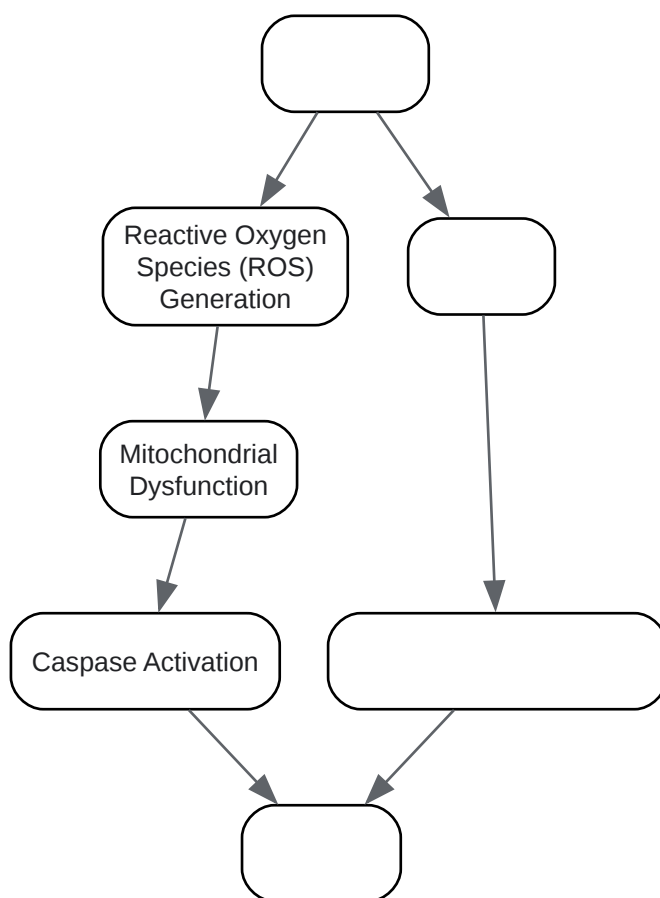 Reactive Oxygen
Species (ROS)
Generation
Mitochondrial
Dysfunction
Caspase Activation